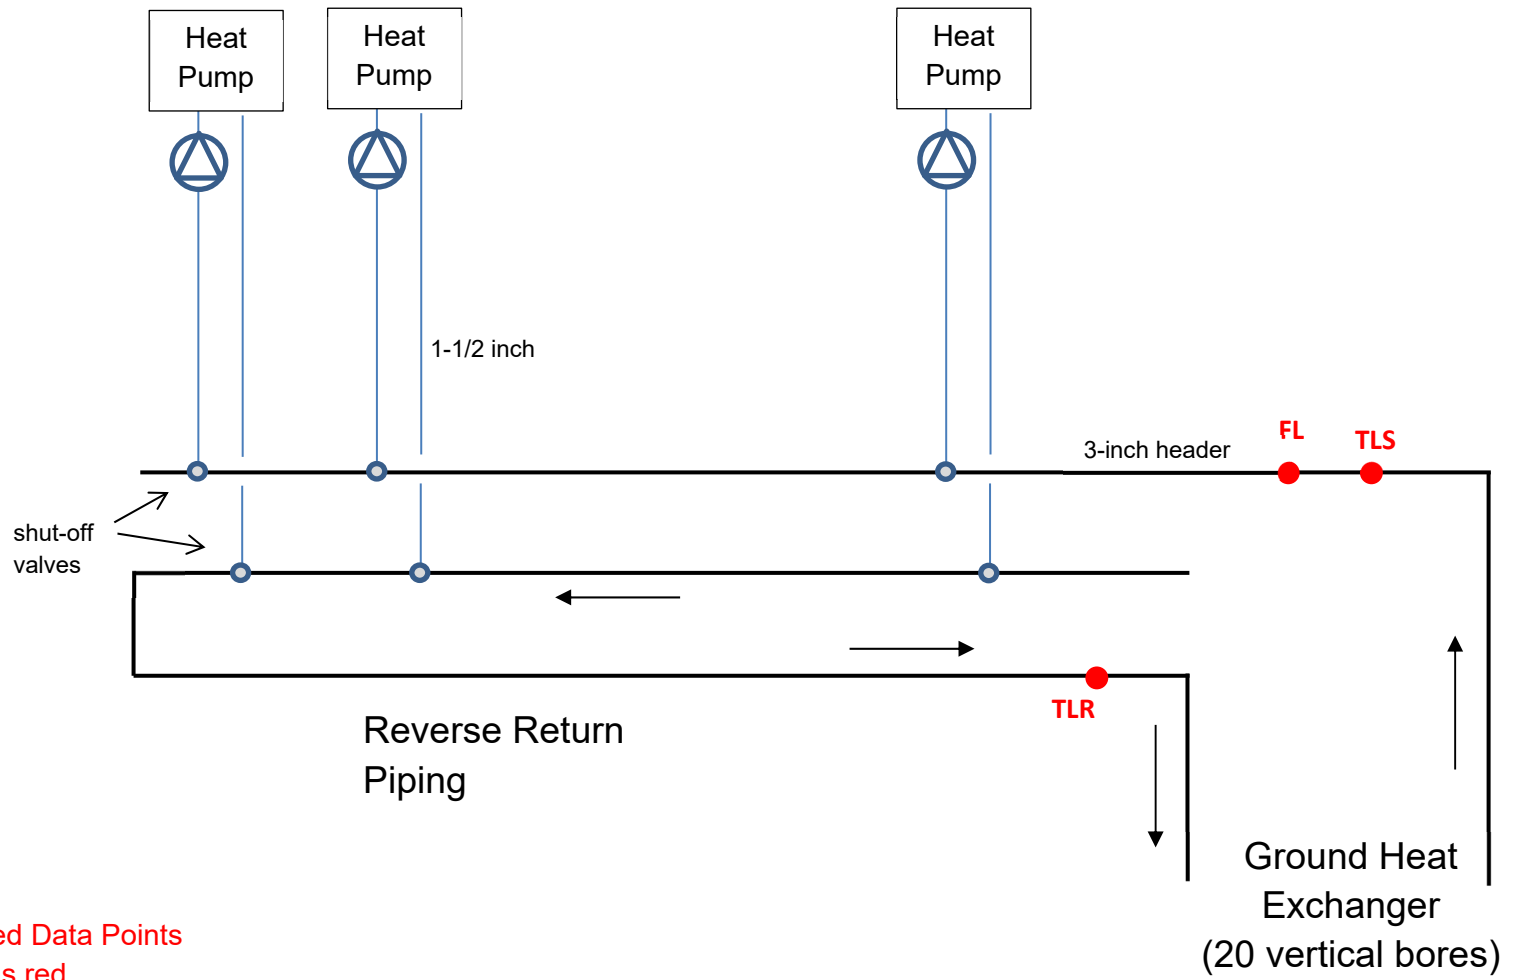 Heat
Pump
Heat
Pump
Heat
Pump
1-1/2 inch
3-inch header
FL
TLS
shut-off
valves
TLR
Reverse Return
Piping
Ground Heat
Exchanger
(20 vertical bores)
Data Points
red